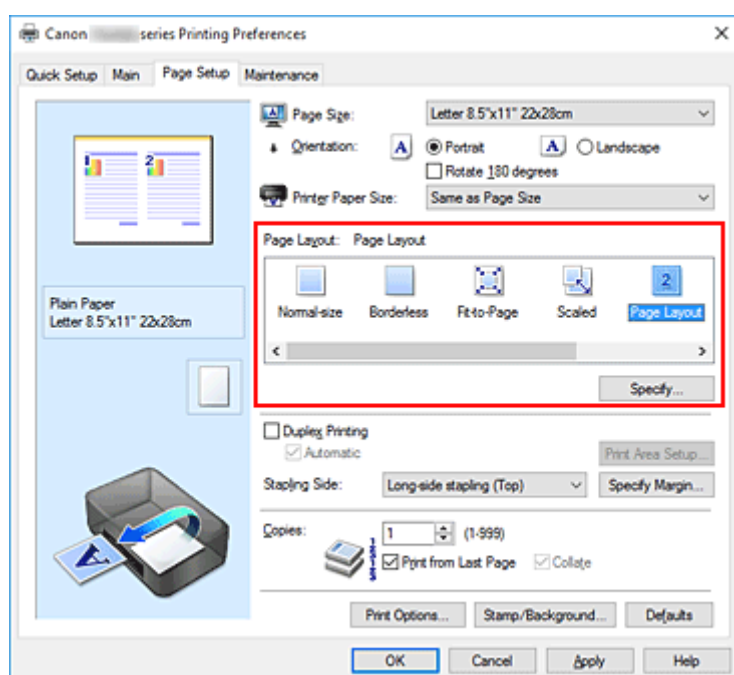 Canon series Printing Preferences
Quick Setup Main Page Setup Maintenance
1 2
Plain Paper
Letter 8.5"x11" 22x28cm
Page Size: Letter 8.5"x11" 22x28cm
Orientation: A Portrait A Landscape
Rotate 180 degrees
Printer Paper Size: Same as Page Size
Page Layout: Page Layout
2
Normal-size Borderless Fit-to-Page Scaled Page Layout
Specify...
Duplex Printing
Automatic Print Area Setup...
Stapling Side: Long-side stapling (Top) Specify Margin...
Copies: 1 (1-999)
Print from Last Page Collate
A
Print Options... Stamp/Background... Defaults
OK Cancel Apply Help